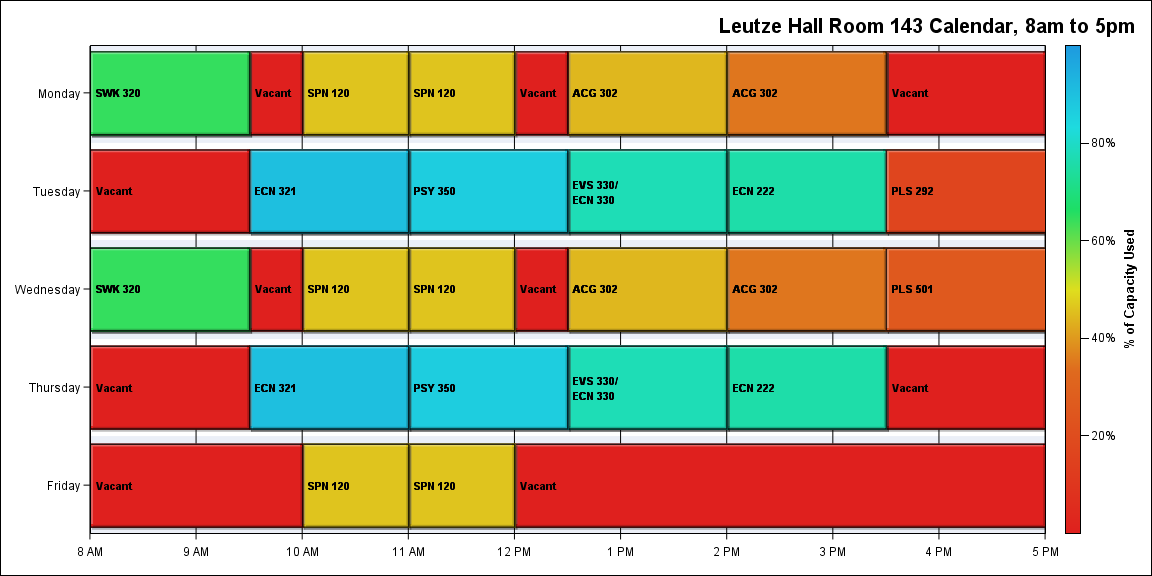 Leutze Hall Room 143 Calendar, 8am to 5pm
Monday
SWK 320
Vacant
SPN 120
SPN 120
Vacant
ACG 302
ACG 302
Vacant
Tuesday
Vacant
ECN 321
PSY 350
EVS 330/
ECN 330
ECN 222
PLS 292
Wednesday
SWK 320
Vacant
SPN 120
SPN 120
Vacant
ACG 302
ACG 302
PLS 501
Thursday
Vacant
ECN 321
PSY 350
EVS 330/
ECN 330
ECN 222
Vacant
Friday
Vacant
SPN 120
SPN 120
Vacant
8 AM
9 AM
10 AM
11 AM
12 PM
1 PM
2 PM
3 PM
4 PM
5 PM
80%
60%
40%
20%
% of Capacity Used